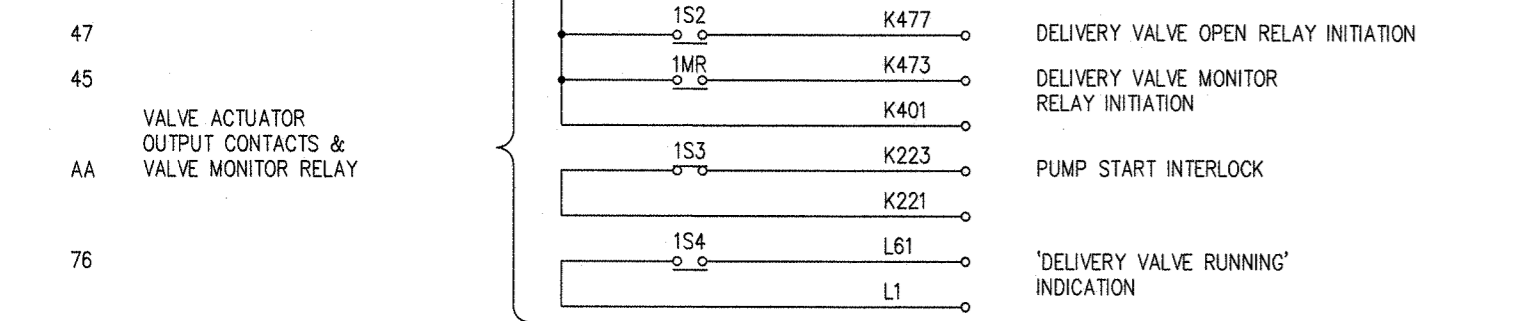 47
1S2
K477
DELIVERY VALVE OPEN RELAY INITIATION
45
1MR
K473
DELIVERY VALVE MONITOR
RELAY INITIATION
K401
VALVE ACTUATOR
OUTPUT CONTACTS &
VALVE MONITOR RELAY
AA
1S3
K223
PUMP START INTERLOCK
K221
76
1S4
L61
'DELIVERY VALVE RUNNING'
INDICATION
L1